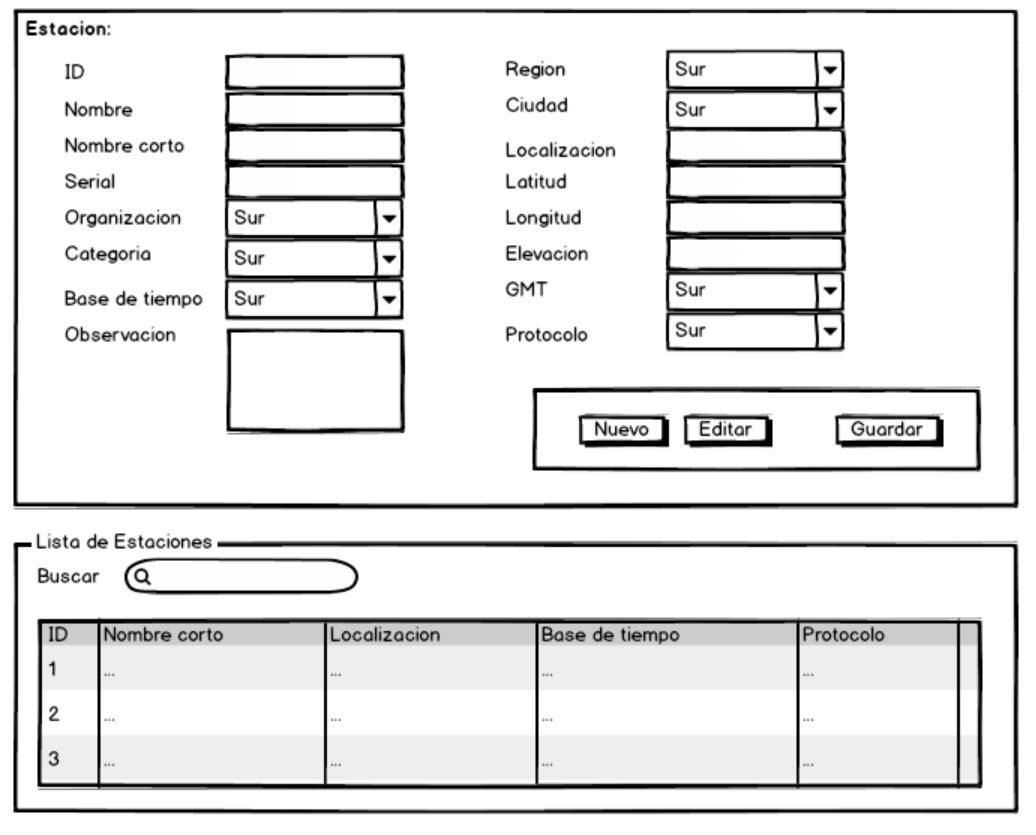 Estacion:
ID
Nombre
Nombre corto
Serial
Organizacion Sur
Categoria Sur
Base de tiempo Sur
Observacion
Region Sur
Ciudad Sur
Localizacion
Latitud
Longitud
Elevacion
GMT Sur
Protocolo Sur
Nuevo Editar Guardar
Lista de Estaciones
Buscar
ID Nombre corto Localizacion Base de tiempo Protocolo
1 ... ... ... ...
2 ... ... ... ...
3 ... ... ... ...